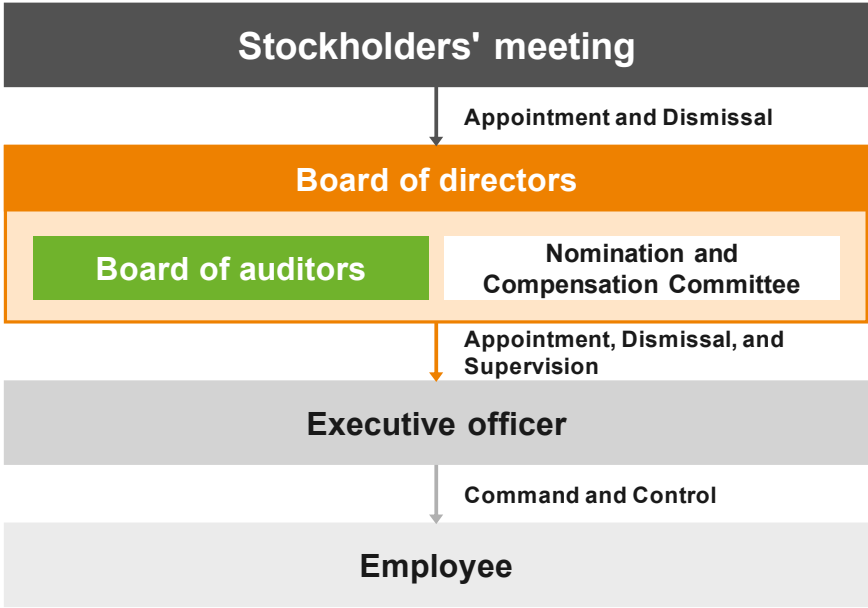 Stockholders' meeting
Appointment and Dismissal
Board of directors
Board of auditors
Nomination and
Compensation Committee
Appointment, Dismissal, and
Supervision
Executive officer
Command and Control
Employee